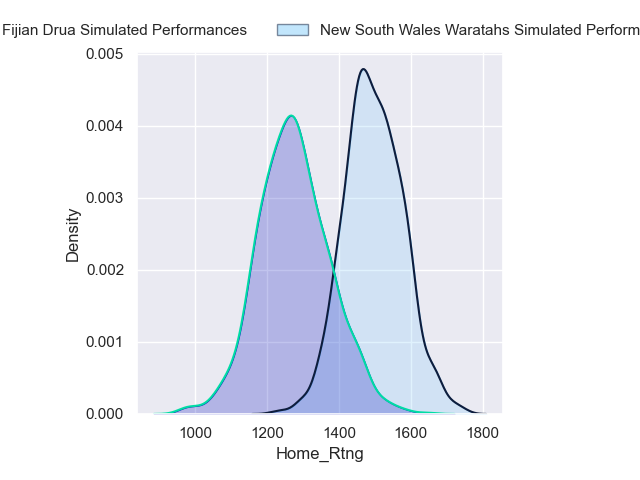 Fijian Drua Simulated Performances
New South Wales Waratahs Simulated Perform
0.005
0.004
0.003
0.002
0.001
0.000
Density
1000 1200 1400 1600 1800
Home_Rtng